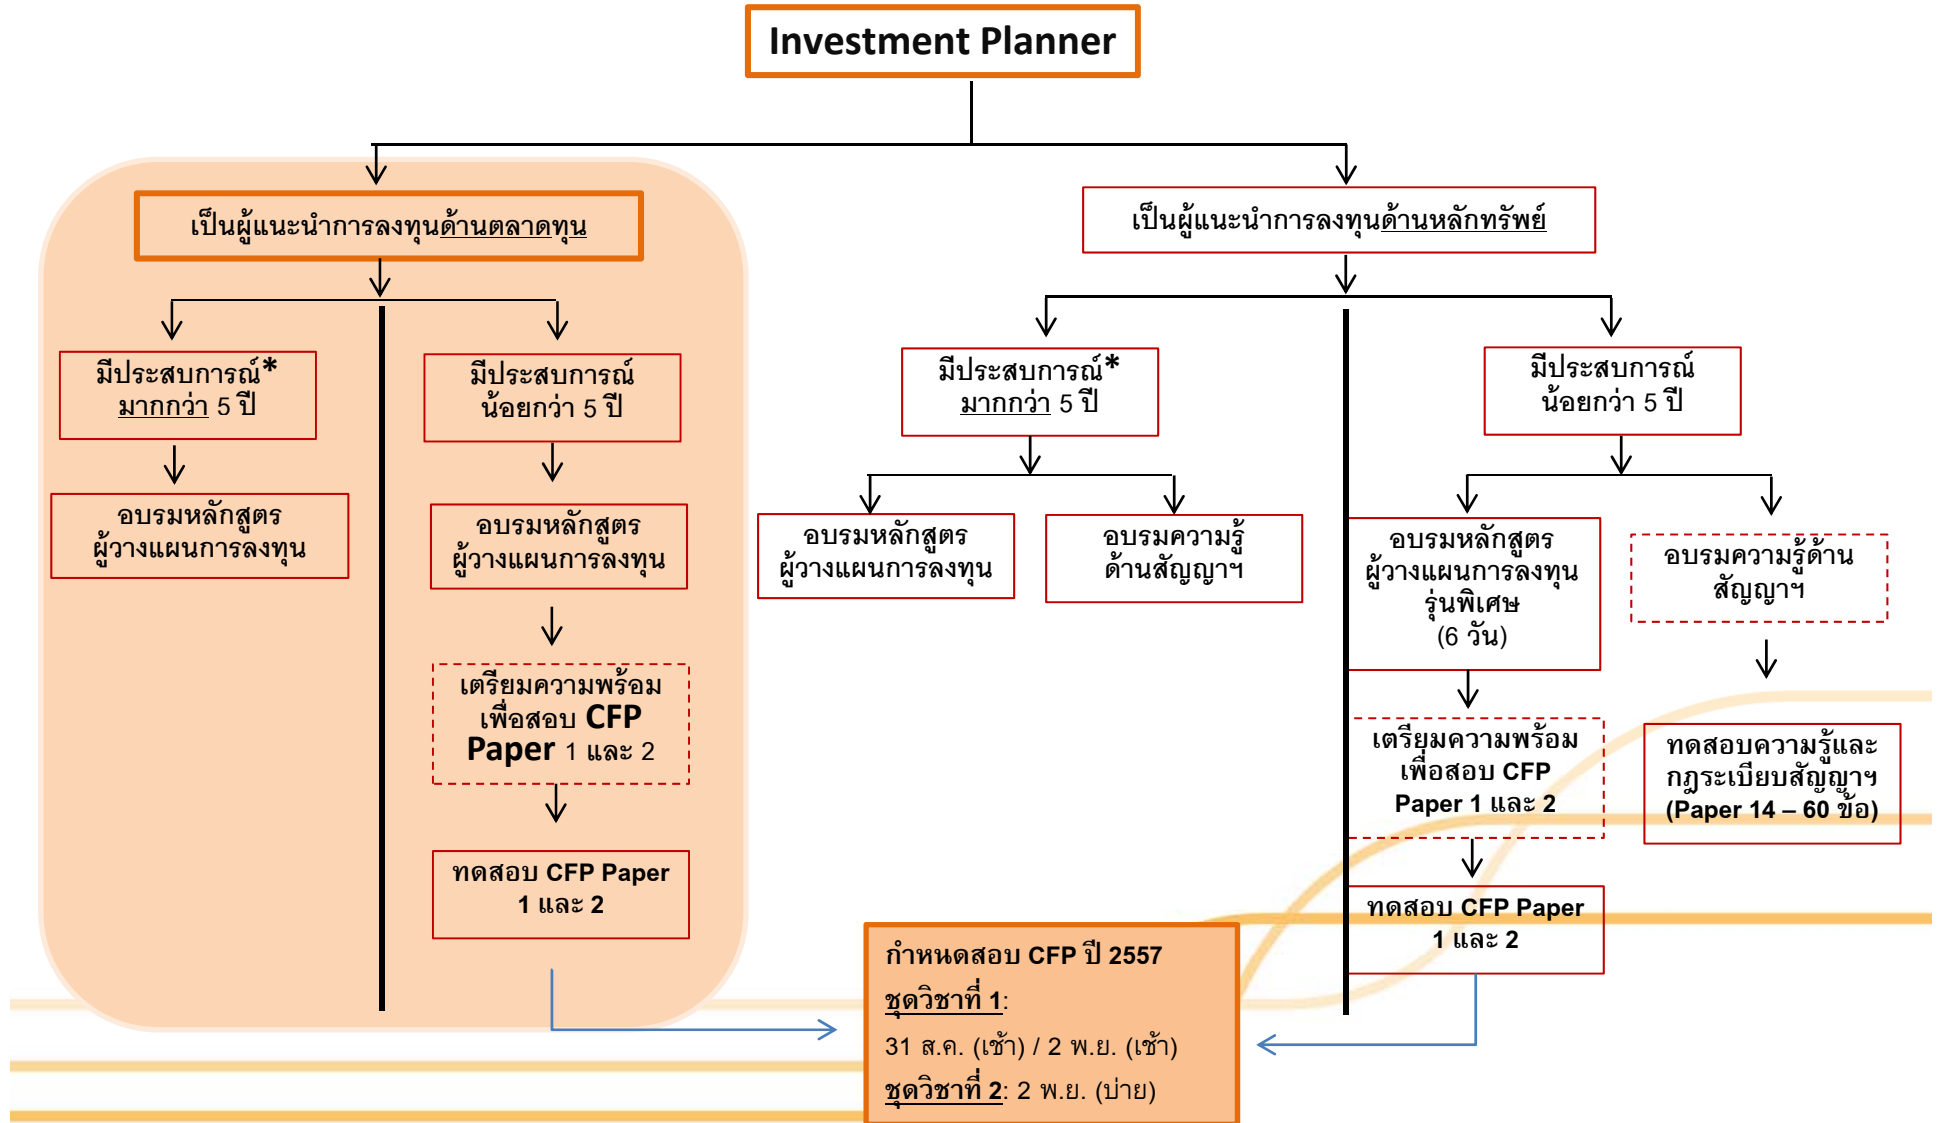 Investment Planner
เป็นผู้แนะนำการลงทุนด้านตลาดทุน
เป็นผู้แนะนำการลงทุนด้านหลักทรัพย์
มีประสบการณ์*
มากกว่า 5 ปี
มีประสบการณ์
น้อยกว่า 5 ปี
มีประสบการณ์*
มากกว่า 5 ปี
มีประสบการณ์
น้อยกว่า 5 ปี
อบรมหลักสูตร
ผู้วางแผนการลงทุน
อบรมหลักสูตร
ผู้วางแผนการลงทุน
อบรมหลักสูตร
ผู้วางแผนการลงทุน
อบรมความรู้
ด้านสัญญาฯ
อบรมหลักสูตร
ผู้วางแผนการลงทุน
รุ่นพิเศษ
(6 วัน)
อบรมความรู้ด้าน
สัญญาฯ
เตรียมความพร้อม
เพื่อสอบ CFP
Paper 1 และ 2
เตรียมความพร้อม
เพื่อสอบ CFP
Paper 1 และ 2
ทดสอบความรู้และ
กฎระเบียบสัญญาฯ
(Paper 14 – 60 ข้อ)
ทดสอบ CFP Paper
1 และ 2
ทดสอบ CFP Paper
1 และ 2
กำหนดสอบ CFP ปี 2557
ชุดวิชาที่ 1:
31 ส.ค. (เช้า) / 2 พ.ย. (เช้า)
ชุดวิชาที่ 2: 2 พ.ย. (บ่าย)